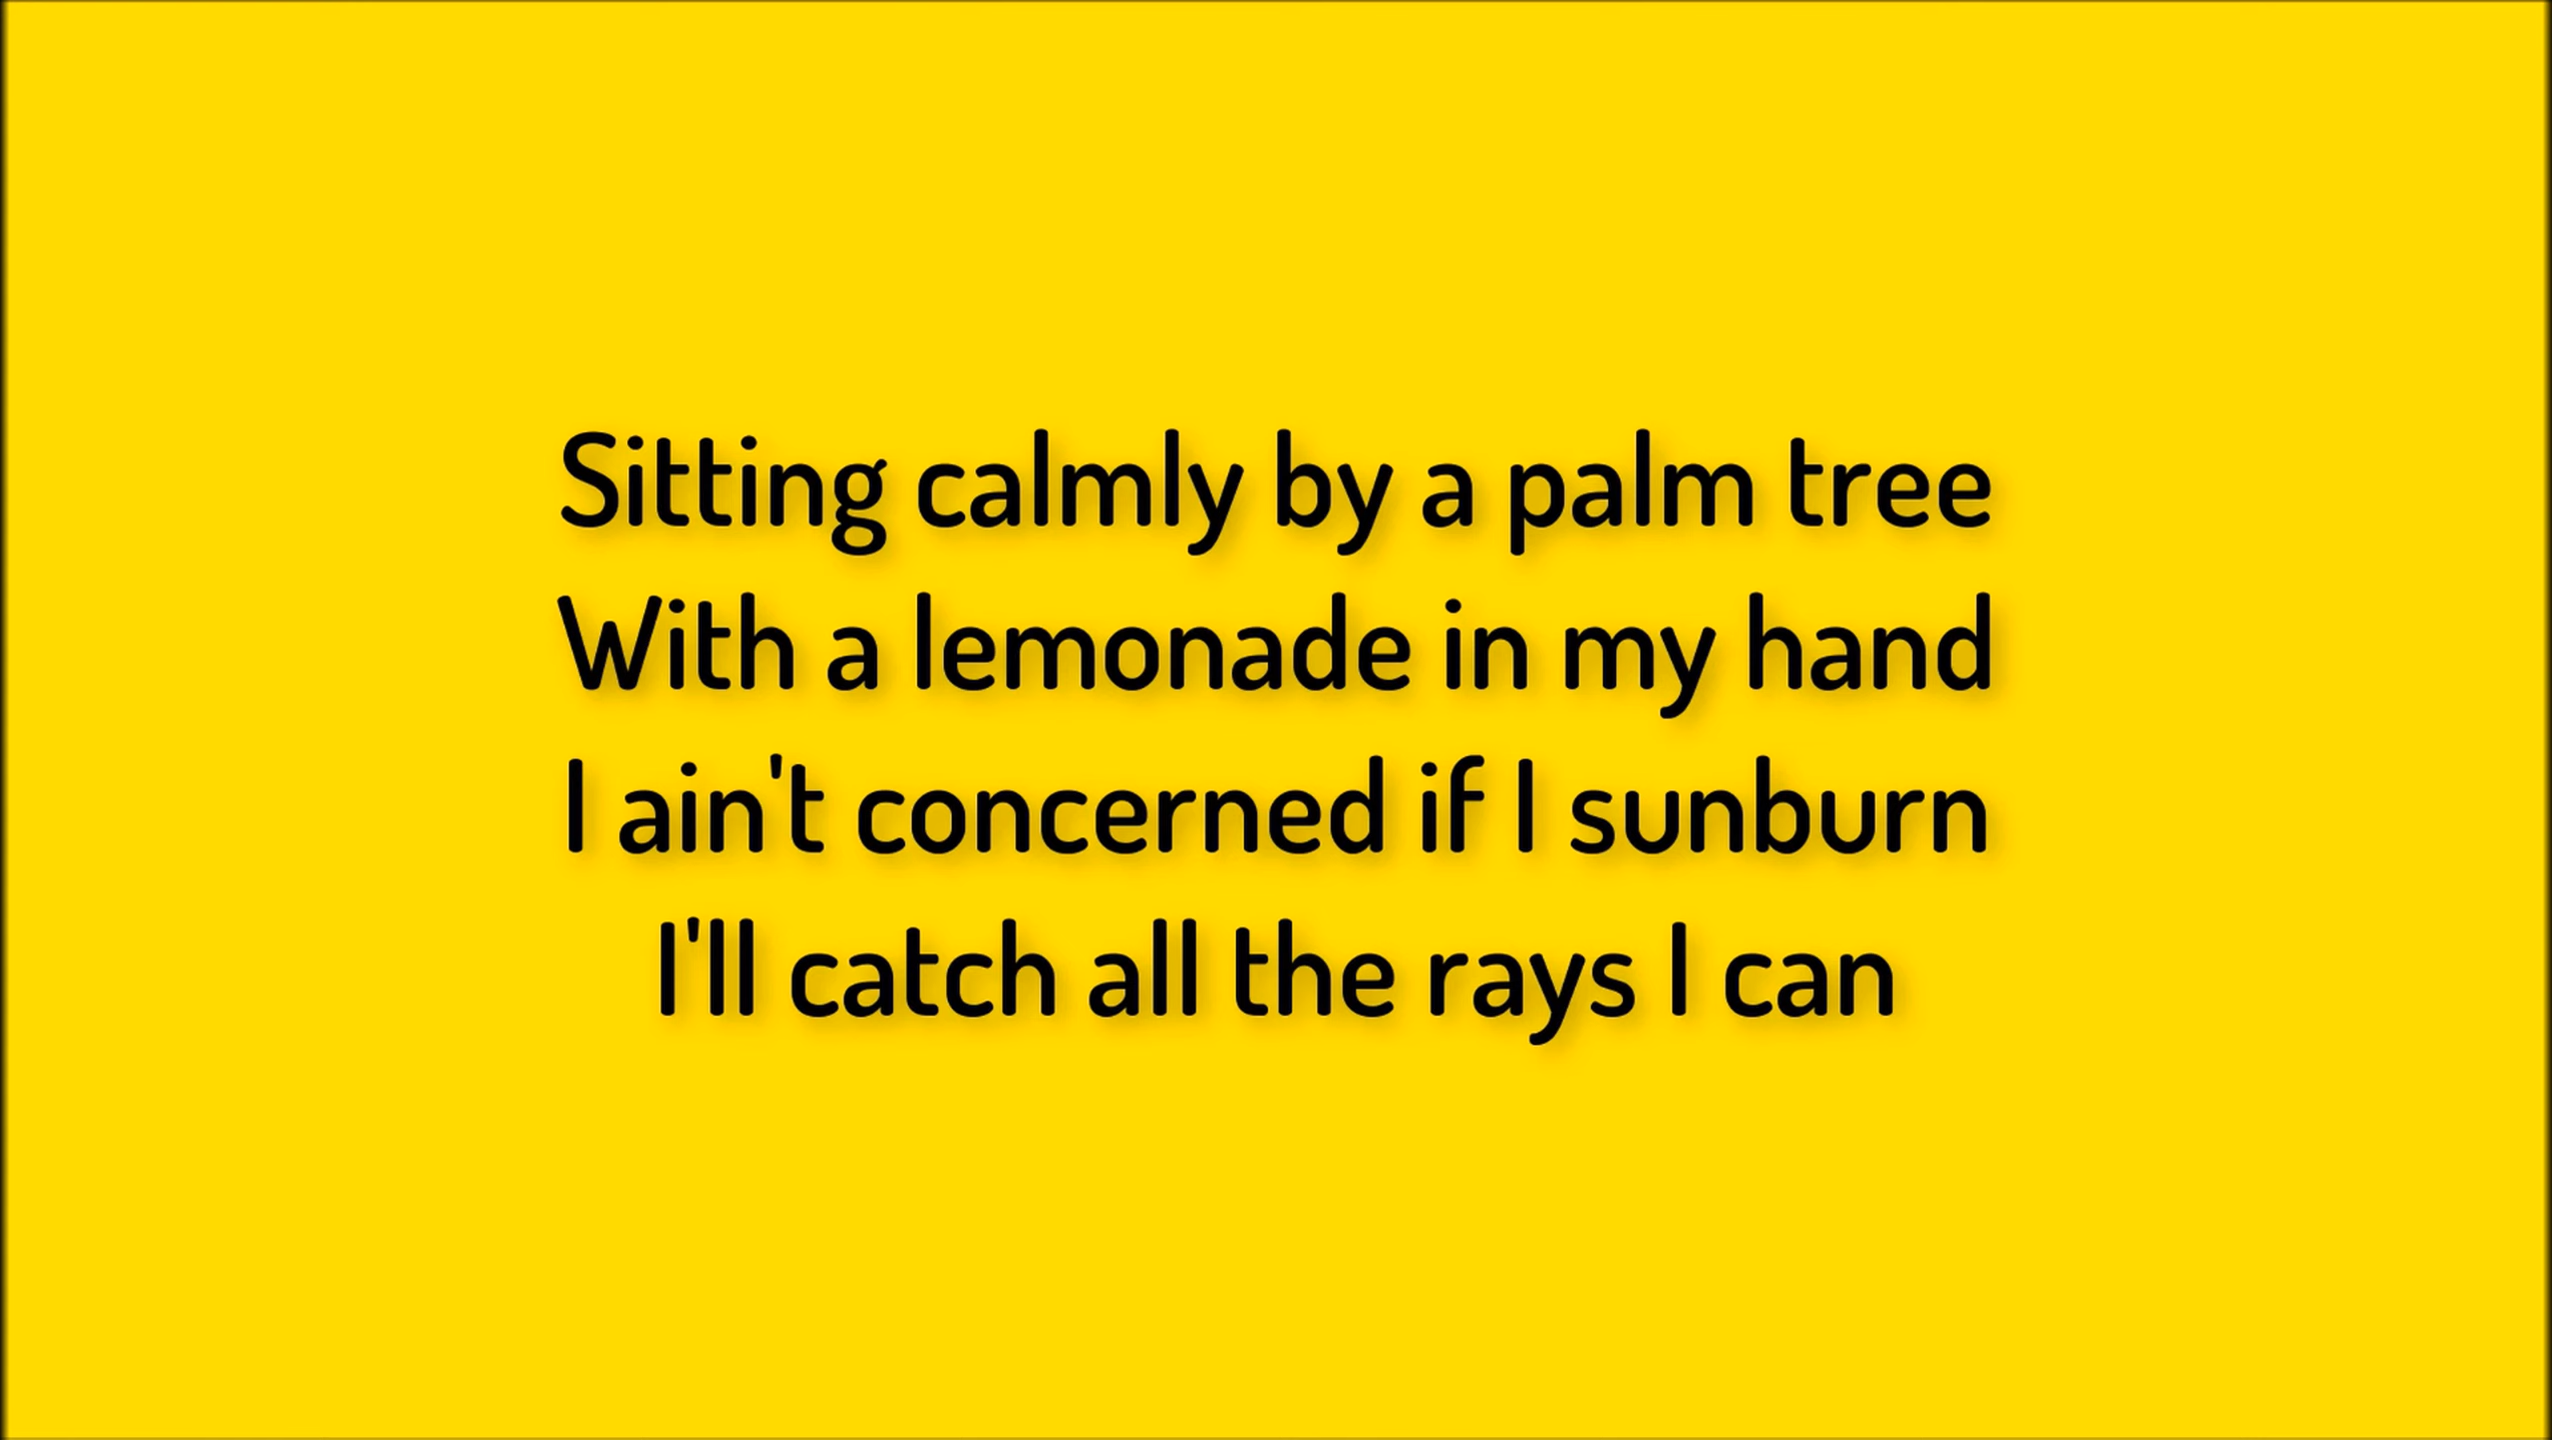 Sitting calmly by a palm tree
With a lemonade in my hand
I ain't concerned if I sunburn
I'll catch all the rays I can